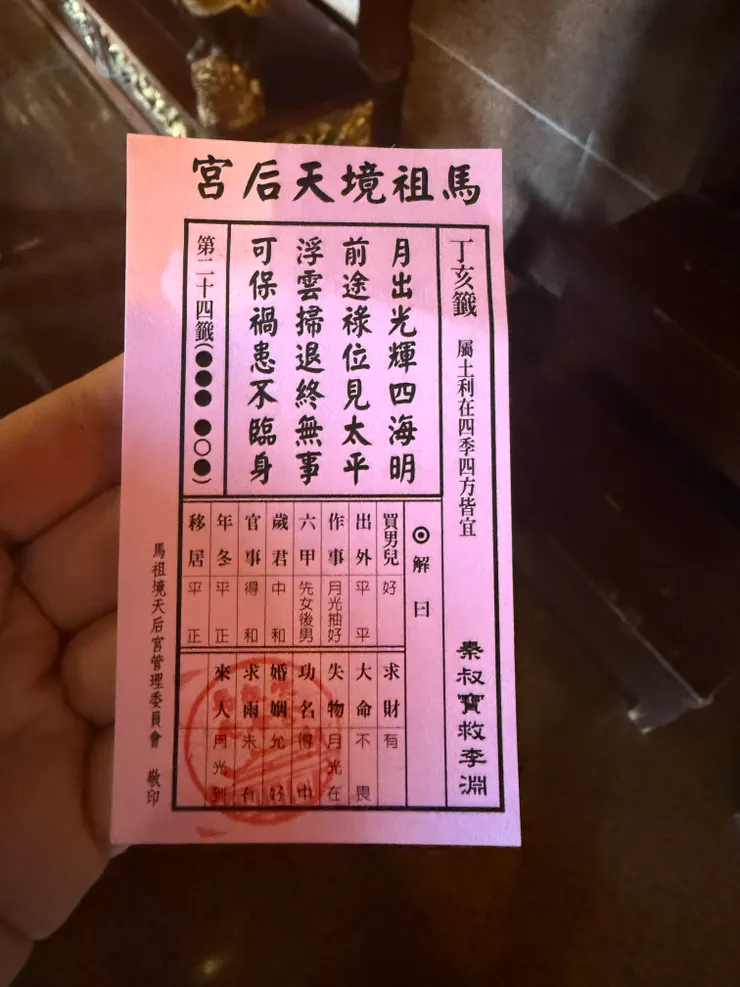 馬祖境天后宮
丁亥籤 屬土利在四季四方皆宜 秦叔寶救李淵
月出光輝四海明
前途祿位見太平
浮雲掃退終無事
可保禍患不臨身
第二十四籤(●●● ●○●)
⊙解曰
買男兒 好
出外 平平
作事 月光抽好
六甲 先女後男
歲君 中和
官事 得和
年冬 平正
移居 平正
求財 有
大命 不畏
失物 月光在
功名 得中
婚姻 允好
求雨 未有
來人 月光到
馬祖境天后宮管理委員會 敬印